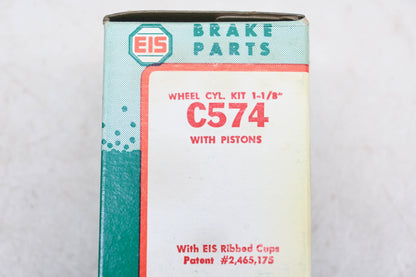 EIS
BRAKE
PARTS
WHEEL CYL. KIT 1-1/8"
C574
WITH PISTONS
With EIS Ribbed Cups
Patent #2,465,175